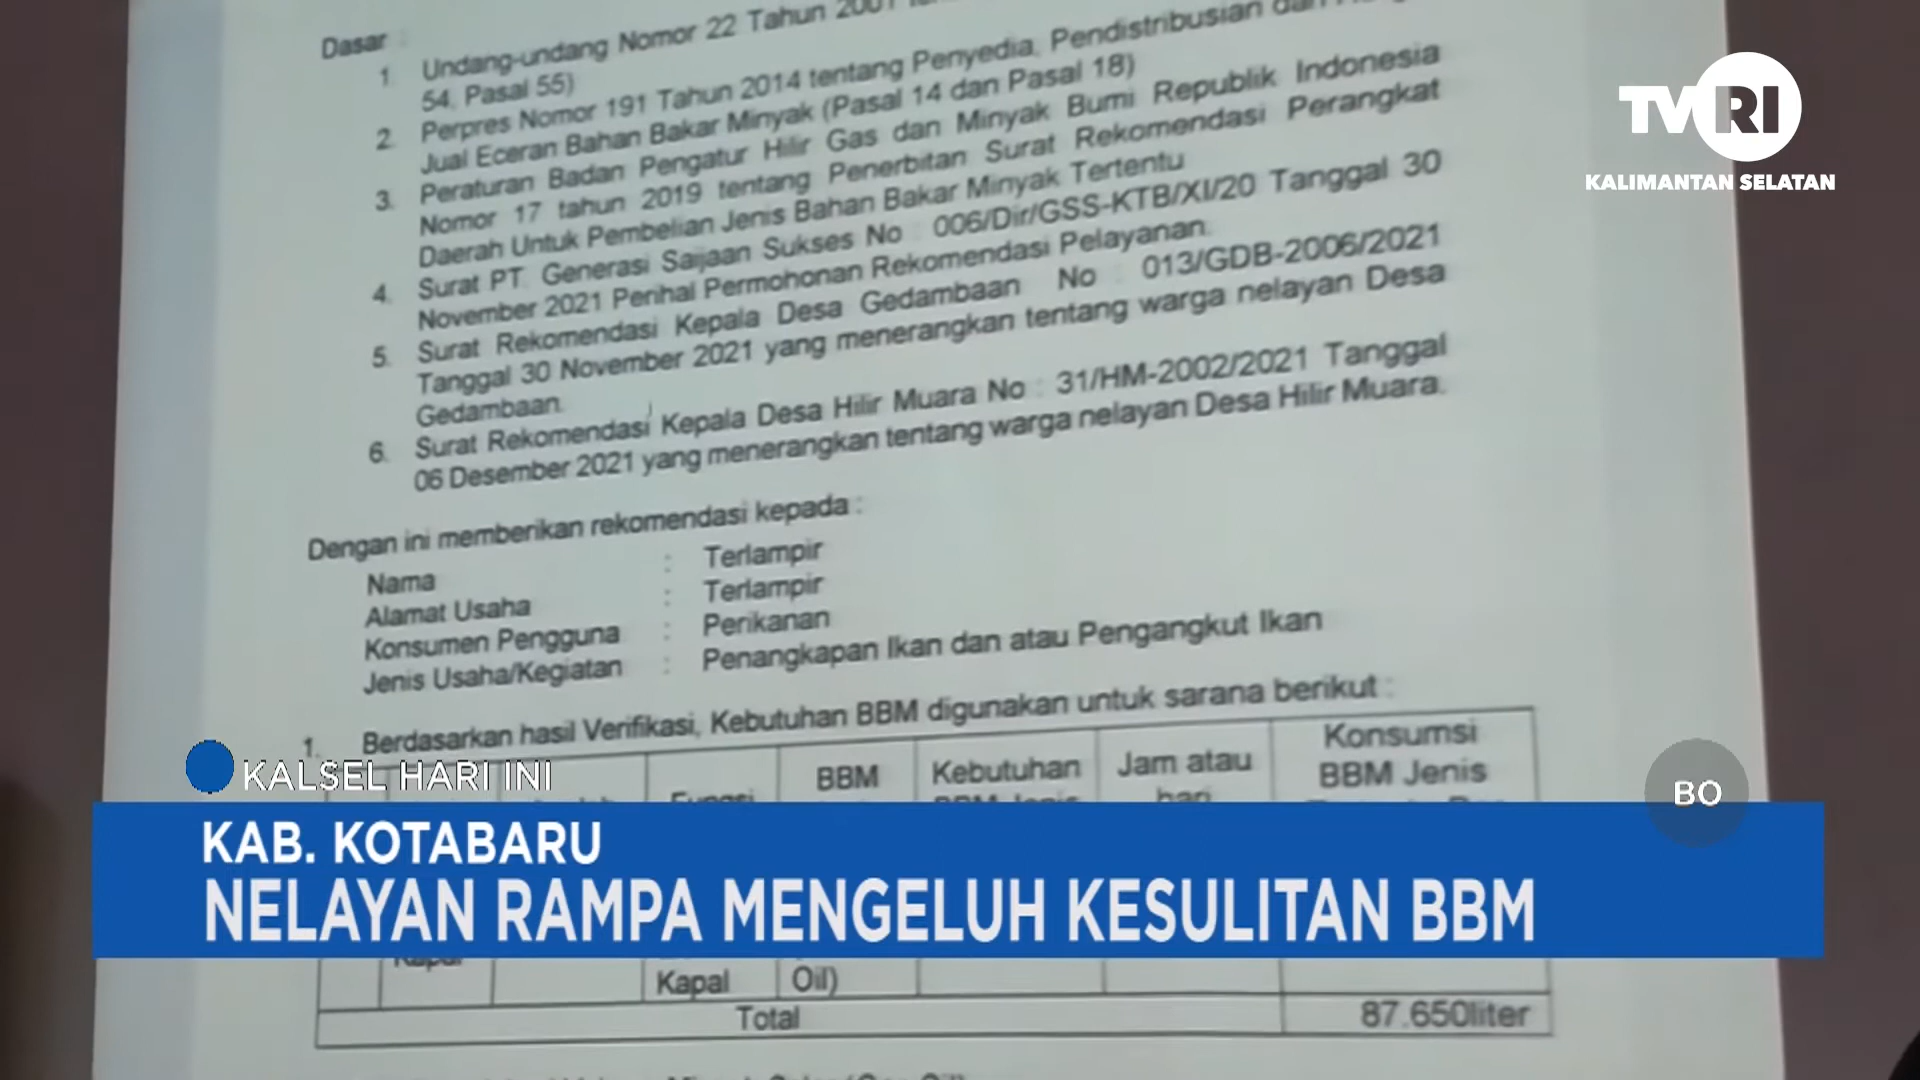 Dasar :
1. Undang-undang Nomor 22 Tahun 2001
54, Pasal 55)
2. Perpres Nomor 191 Tahun 2014 tentang Penyedia, Pendistribusian dan
Jual Eceran Bahan Bakar Minyak (Pasal 14 dan Pasal 18)
3. Peraturan Badan Pengatur Hilir Gas dan Minyak Bumi Republik Indonesia
Nomor 17 tahun 2019 tentang Penerbitan Surat Rekomendasi Perangkat
Daerah Untuk Pembelian Jenis Bahan Bakar Minyak Tertentu
4. Surat PT. Generasi Saijaan Sukses No : 006/Dir/GSS-KTB/XI/20 Tanggal 30
November 2021 Perihal Permohonan Rekomendasi Pelayanan.
5. Surat Rekomendasi Kepala Desa Gedambaan No : 013/GDB-2006/2021
Tanggal 30 November 2021 yang menerangkan tentang warga nelayan Desa
Gedambaan.
6. Surat Rekomendasi Kepala Desa Hilir Muara No : 31/HM-2002/2021 Tanggal
06 Desember 2021 yang menerangkan tentang warga nelayan Desa Hilir Muara.
Dengan ini memberikan rekomendasi kepada :
Nama : Terlampir
Alamat Usaha : Terlampir
Konsumen Pengguna : Perikanan
Jenis Usaha/Kegiatan : Penangkapan Ikan dan atau Pengangkut Ikan
1. Berdasarkan hasil Verifikasi, Kebutuhan BBM digunakan untuk sarana berikut :
Fungsi BBM Kebutuhan Jam atau Konsumsi
BBM Jenis hari BBM Jenis
Kapal Kapal Oil)
Total 87.650liter
TVRI
KALIMANTAN SELATAN
KALSEL HARI INI
BO
KAB. KOTABARU
NELAYAN RAMPA MENGELUH KESULITAN BBM